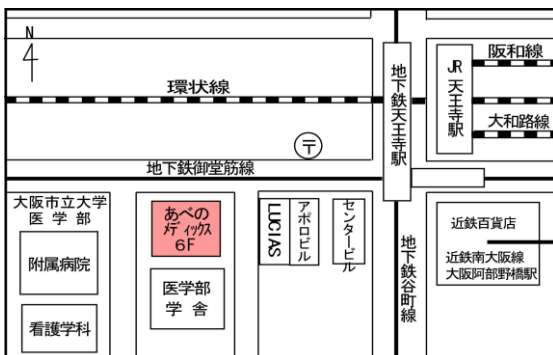 N
阪和線
JR天王寺駅
環状線
大和路線
地下鉄天王寺駅
〒
地下鉄御堂筋線
大阪市立大学
医学部
附属病院
看護学科
あべの
メディックス
6F
医学部
学舎
LUCIAS
アポロビル
センタービル
地下鉄谷町線
近鉄百貨店
近鉄南大阪線
大阪阿部野橋駅